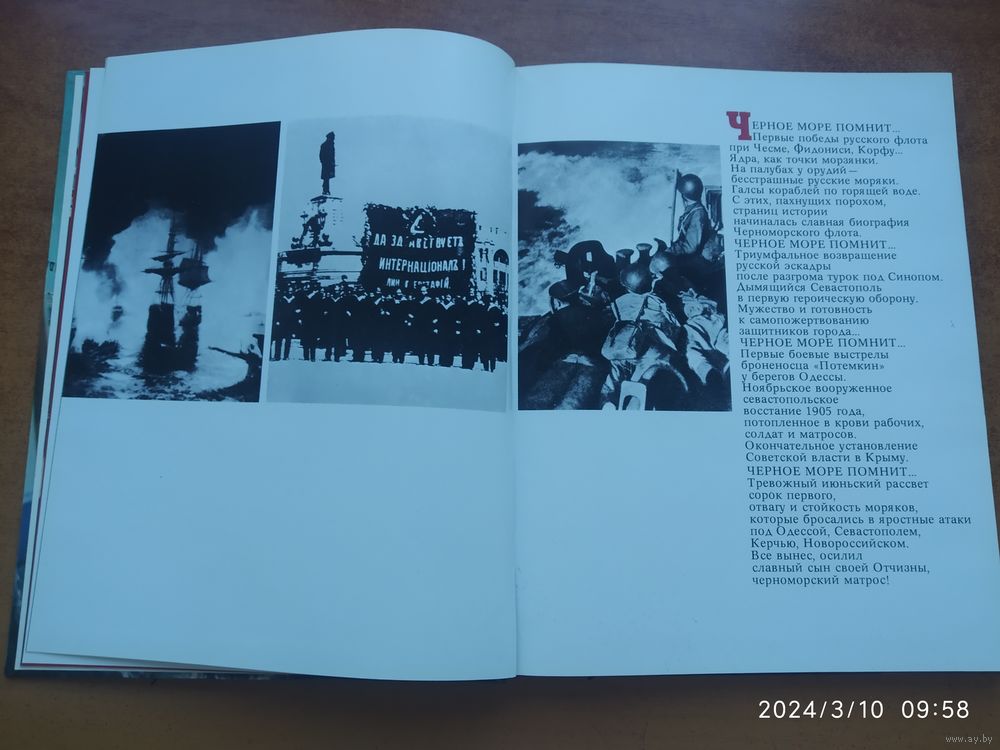 ДА ЗДРАВСТВУЕТЪ
ИНТЕРНАЦІОНАЛЪ!
ЧЕРНОЕ МОРЕ ПОМНИТ...
Первые победы русского флота
при Чесме, Фидониси, Корфу...
Ядра, как точки морзянки.
На палубах у орудий —
бесстрашные русские моряки.
Галсы кораблей по горящей воде.
С этих, пахнущих порохом,
страниц истории
начиналась славная биография
Черноморского флота.
ЧЕРНОЕ МОРЕ ПОМНИТ...
Триумфальное возвращение
русской эскадры
после разгрома турок под Синопом.
Дымящийся Севастополь
в первую героическую оборону.
Мужество и готовность
к самопожертвованию
защитников города...
ЧЕРНОЕ МОРЕ ПОМНИТ...
Первые боевые выстрелы
броненосца «Потемкин»
у берегов Одессы.
Ноябрьское вооруженное
севастопольское
восстание 1905 года,
потопленное в крови рабочих,
солдат и матросов.
Окончательное установление
Советской власти в Крыму.
ЧЕРНОЕ МОРЕ ПОМНИТ...
Тревожный июньский рассвет
сорок первого,
отвагу и стойкость моряков,
которые бросались в яростные атаки
под Одессой, Севастополем,
Керчью, Новороссийском.
Все вынес, осилил
славный сын своей Отчизны,
черноморский матрос!
2024/3/10 09:58
www.ay.by